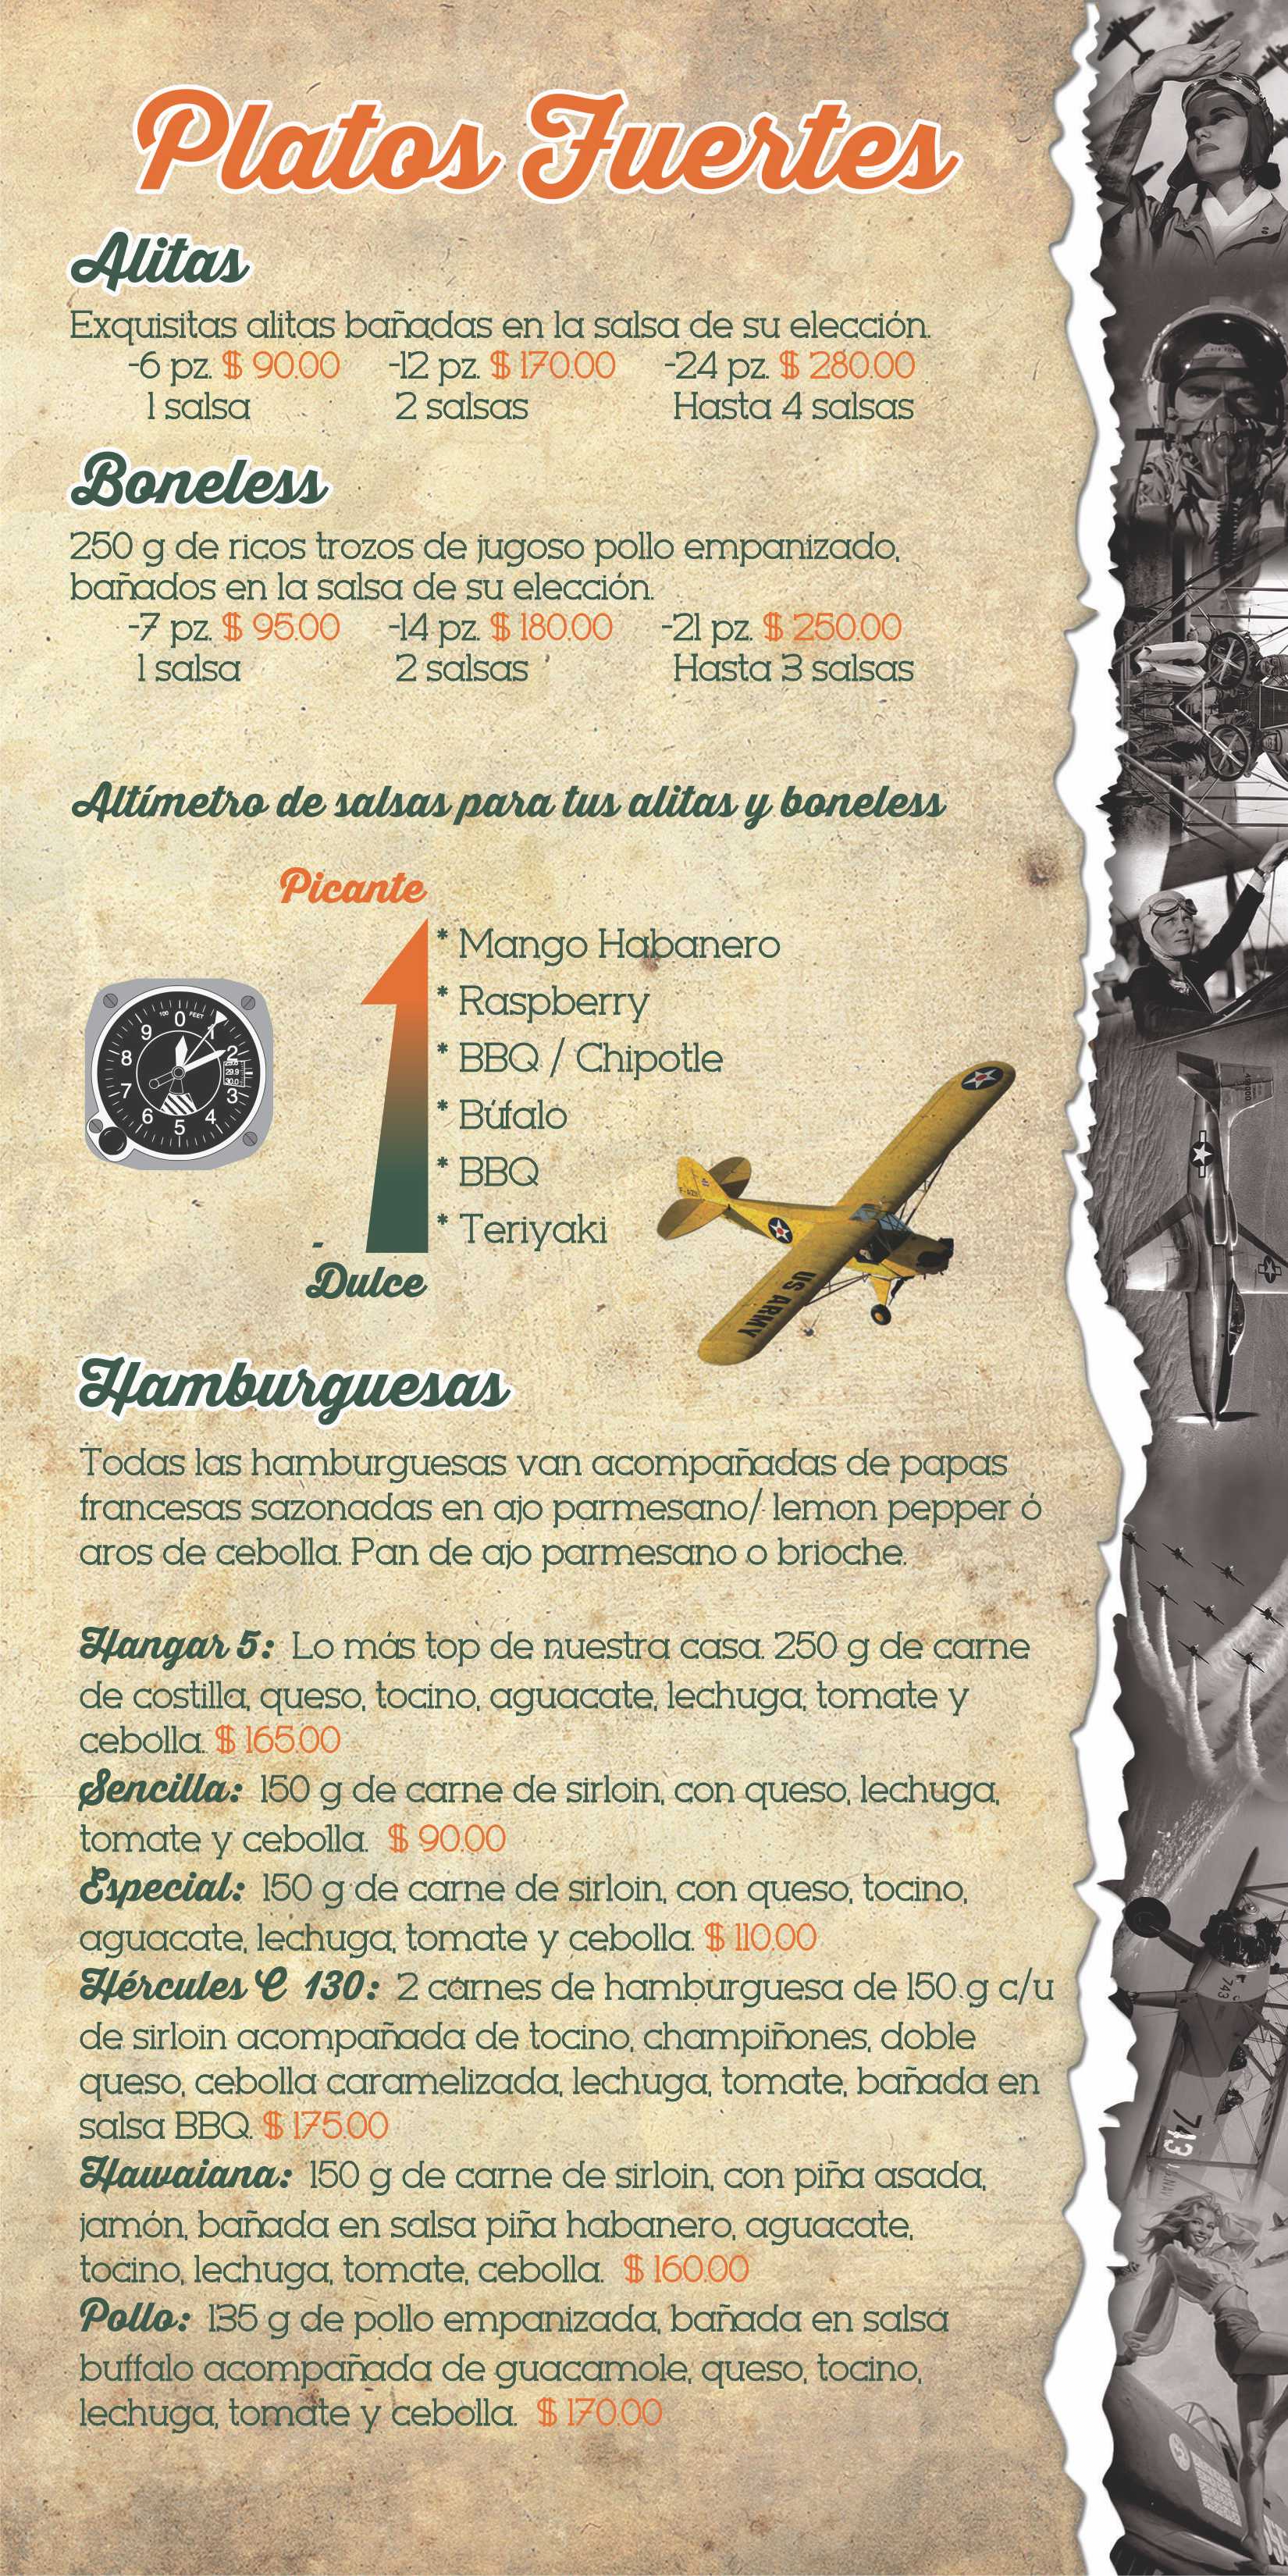 Platos Fuertes
Alitas
Exquisitas alitas bañadas en la salsa de su elección.
-6 pz. $ 90.00 -12 pz. $ 170.00 -24 pz. $ 280.00
1 salsa 2 salsas Hasta 4 salsas
Boneless
250 g de ricos trozos de jugoso pollo empanizado,
bañados en la salsa de su elección.
-7 pz. $ 95.00 -14 pz. $ 180.00 -21 pz. $ 250.00
1 salsa 2 salsas Hasta 3 salsas
Altímetro de salsas para tus alitas y boneless
Picante
* Mango Habanero
* Raspberry
* BBQ / Chipotle
* Búfalo
* BBQ
* Teriyaki
-
Dulce
100 FEET
0 1 2 3 4 5 6 7 8 9
29.9
30.0
US ARMY
Hamburguesas
Todas las hamburguesas van acompañadas de papas
francesas sazonadas en ajo parmesano/ lemon pepper ó
aros de cebolla. Pan de ajo parmesano o brioche.
Hangar 5: Lo más top de nuestra casa. 250 g de carne
de costilla, queso, tocino, aguacate, lechuga, tomate y
cebolla. $ 165.00
Sencilla: 150 g de carne de sirloin, con queso, lechuga,
tomate y cebolla. $ 90.00
Especial: 150 g de carne de sirloin, con queso, tocino,
aguacate, lechuga, tomate y cebolla. $ 110.00
Hércules C 130: 2 carnes de hamburguesa de 150 g c/u
de sirloin acompañada de tocino, champiñones, doble
queso, cebolla caramelizada, lechuga, tomate, bañada en
salsa BBQ. $ 175.00
Hawaiana: 150 g de carne de sirloin, con piña asada,
jamón, bañada en salsa piña habanero, aguacate,
tocino, lechuga, tomate, cebolla. $ 160.00
Pollo: 135 g de pollo empanizada, bañada en salsa
buffalo acompañada de guacamole, queso, tocino,
lechuga, tomate y cebolla. $ 170.00
743
743